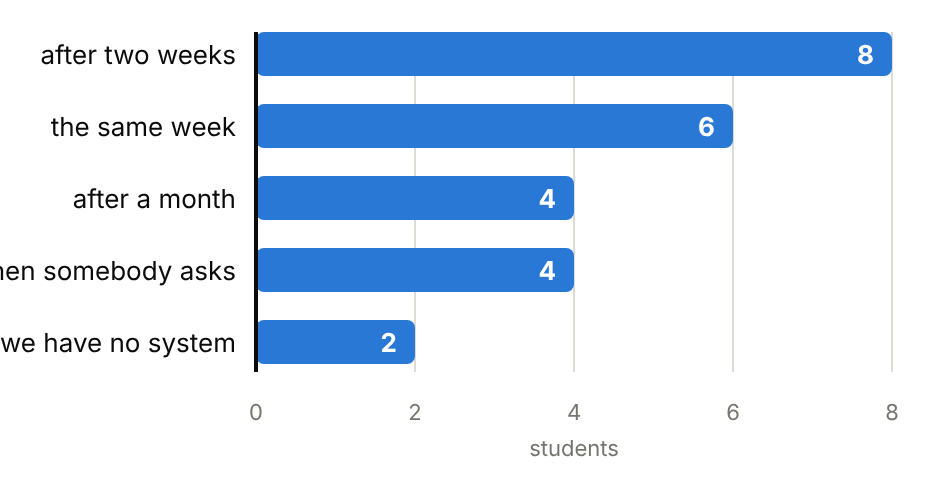 after two weeks 8
the same week 6
after a month 4
somebody asks 4
we have no system 2
0 2 4 6 8
students